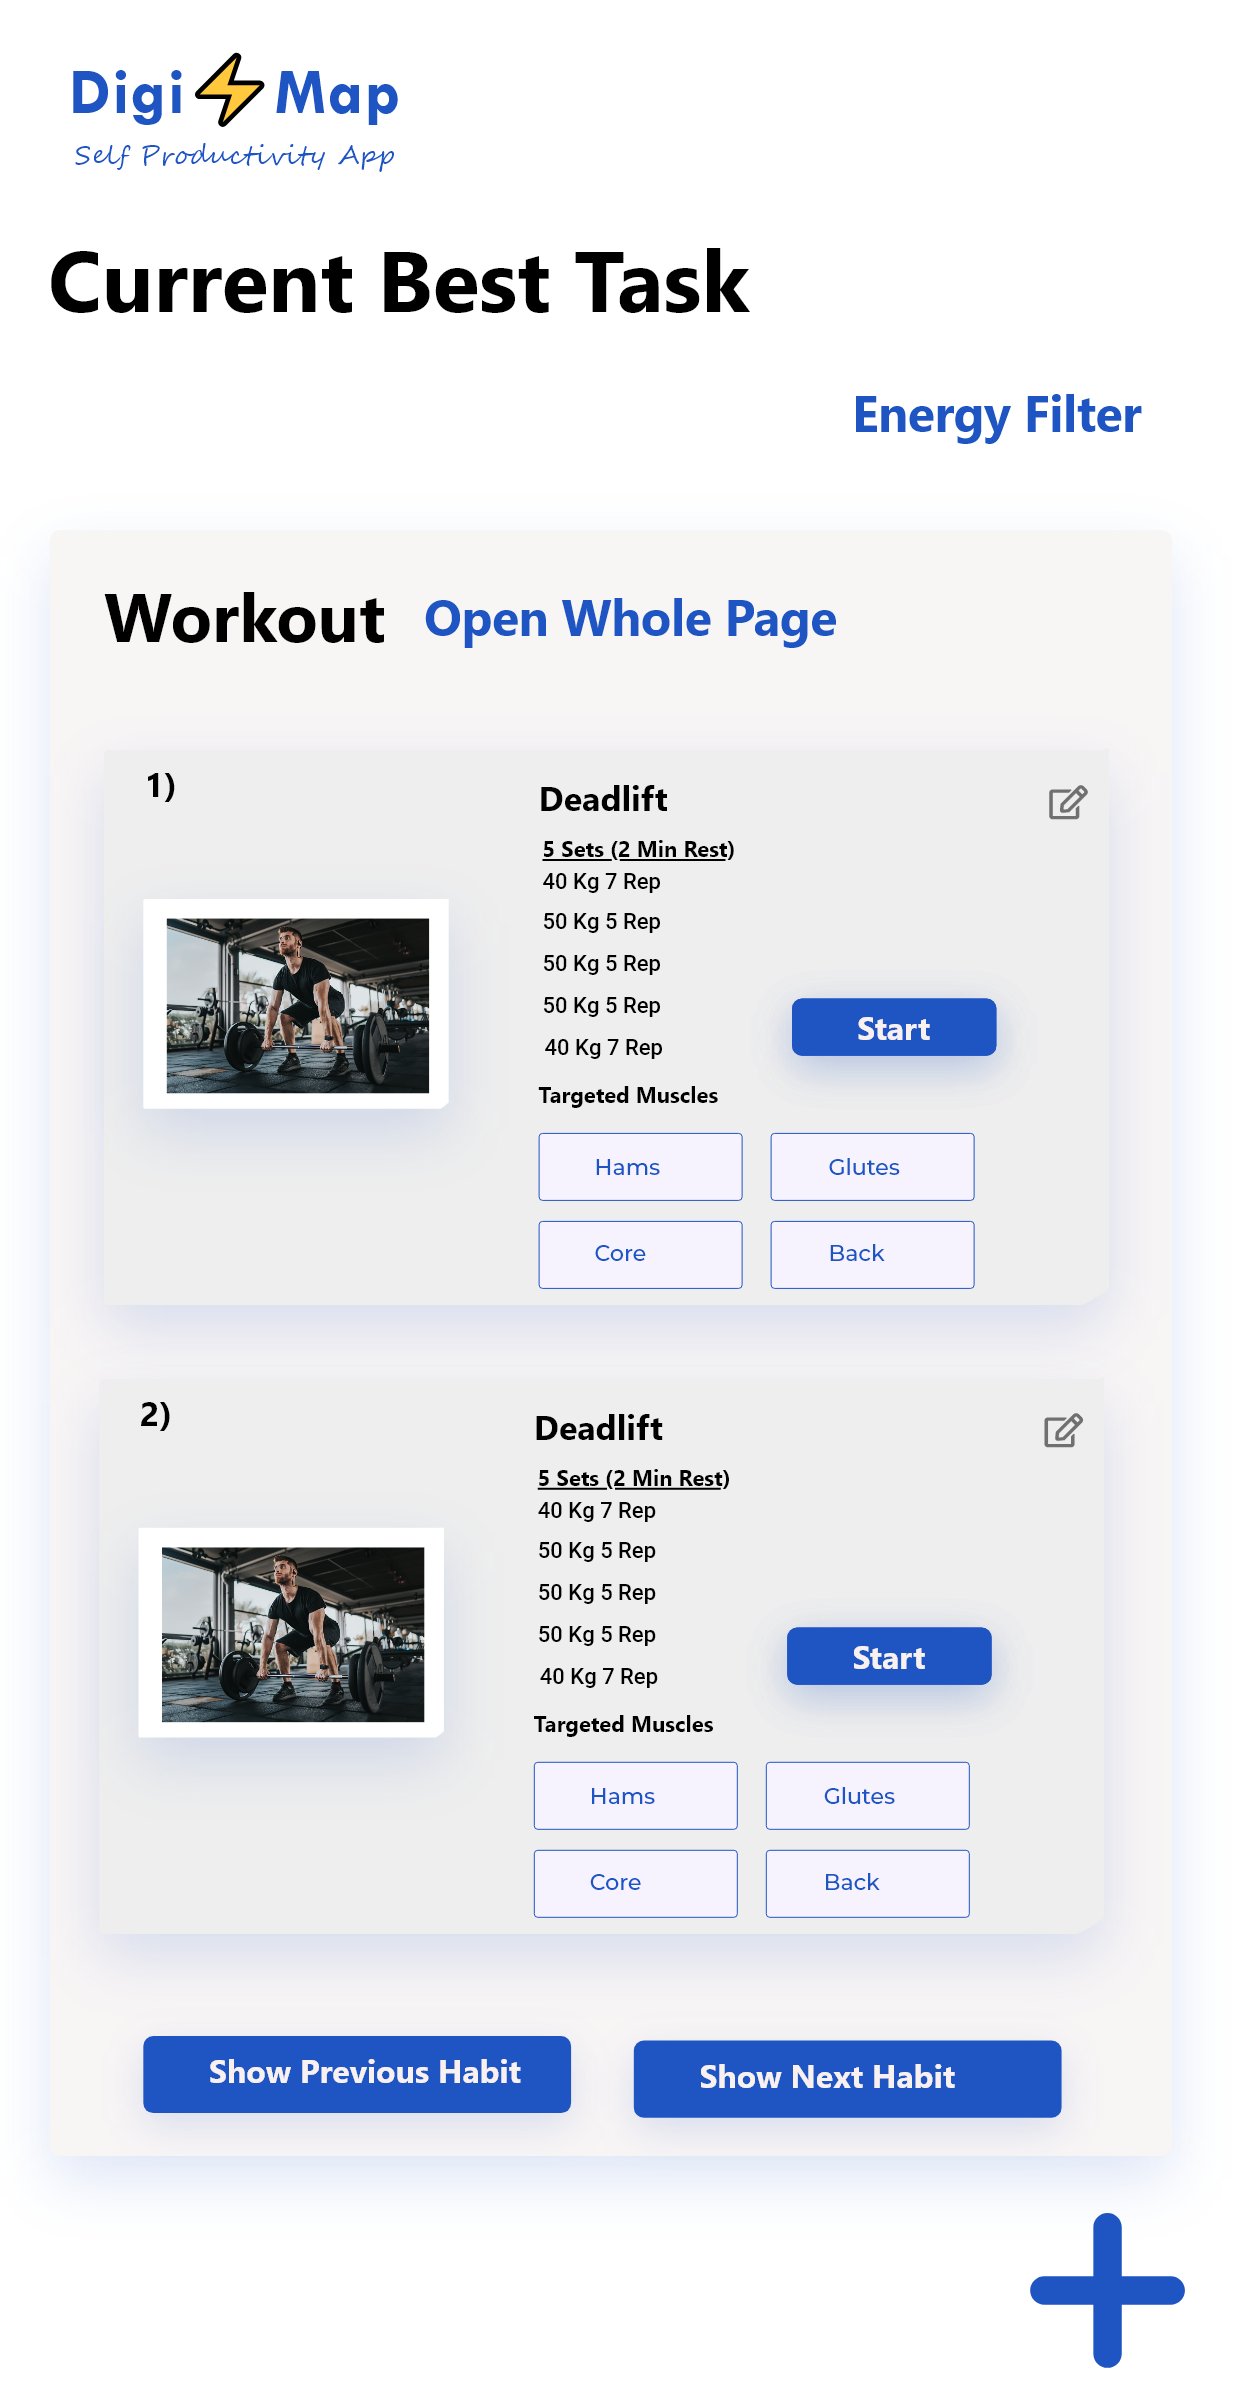 Digi Map
Self Productivity App
Current Best Task
Energy Filter
Workout Open Whole Page
1)
Deadlift
5 Sets (2 Min Rest)
40 Kg 7 Rep
50 Kg 5 Rep
50 Kg 5 Rep
50 Kg 5 Rep
40 Kg 7 Rep
Start
Targeted Muscles
Hams Glutes
Core Back
2)
Deadlift
5 Sets (2 Min Rest)
40 Kg 7 Rep
50 Kg 5 Rep
50 Kg 5 Rep
50 Kg 5 Rep
40 Kg 7 Rep
Start
Targeted Muscles
Hams Glutes
Core Back
Show Previous Habit Show Next Habit